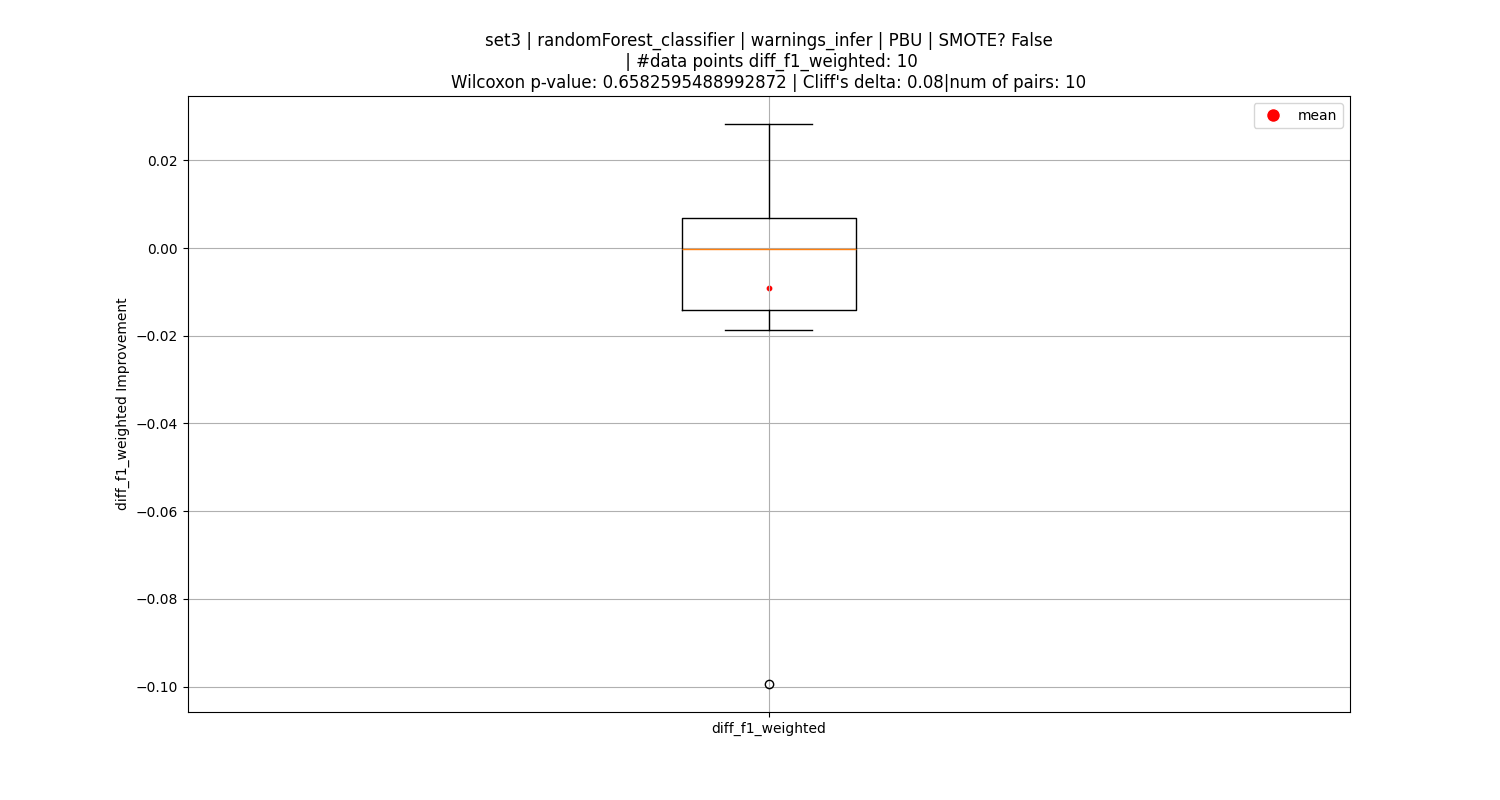 set3 | randomForest_classifier | warnings_infer | PBU | SMOTE? False
| #data points diff_f1_weighted: 10
Wilcoxon p-value: 0.6582595488992872 | Cliff's delta: 0.08|num of pairs: 10
mean
0.02
0.00
−0.02
−0.04
−0.06
−0.08
−0.10
diff_f1_weighted Improvement
diff_f1_weighted